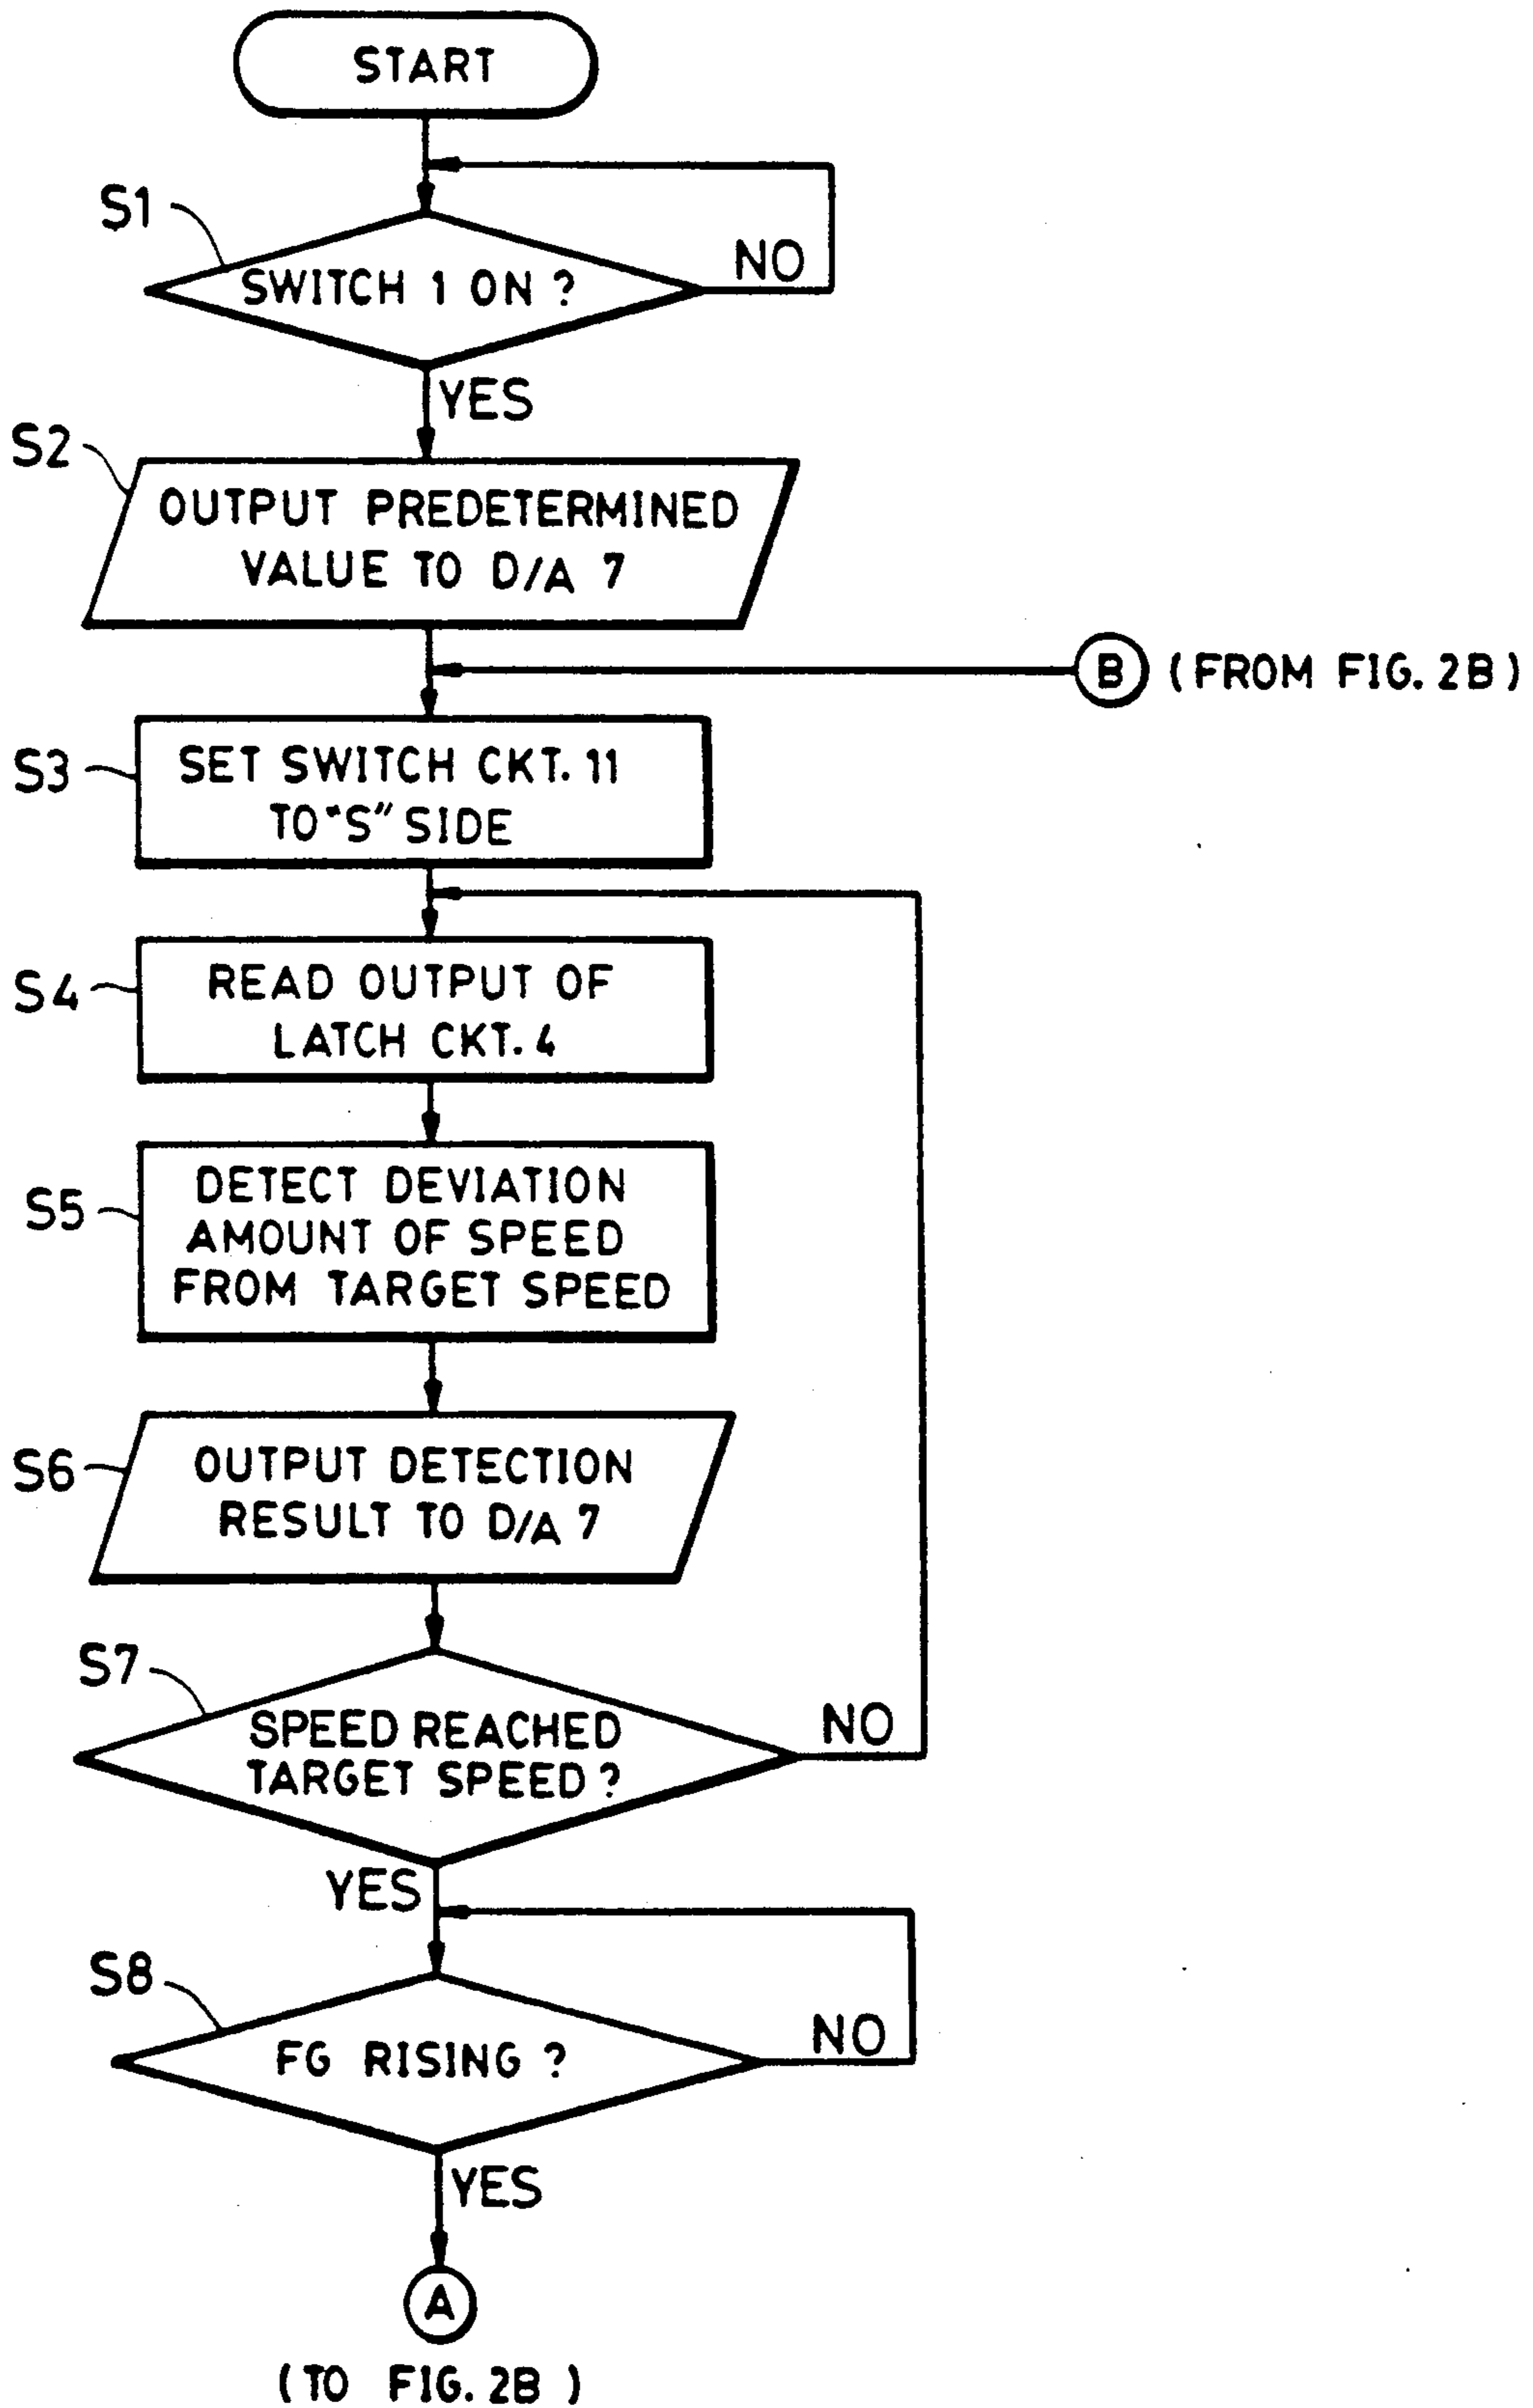 START
S1
SWITCH 1 ON ?
NO
YES
S2
OUTPUT PREDETERMINED
VALUE TO D/A 7
B (FROM FIG. 2B)
S3
SET SWITCH CKT. 11
TO "S" SIDE
S4
READ OUTPUT OF
LATCH CKT. 4
S5
DETECT DEVIATION
AMOUNT OF SPEED
FROM TARGET SPEED
S6
OUTPUT DETECTION
RESULT TO D/A 7
S7
SPEED REACHED
TARGET SPEED ?
NO
YES
S8
FG RISING ?
NO
YES
A
(TO FIG. 2B)